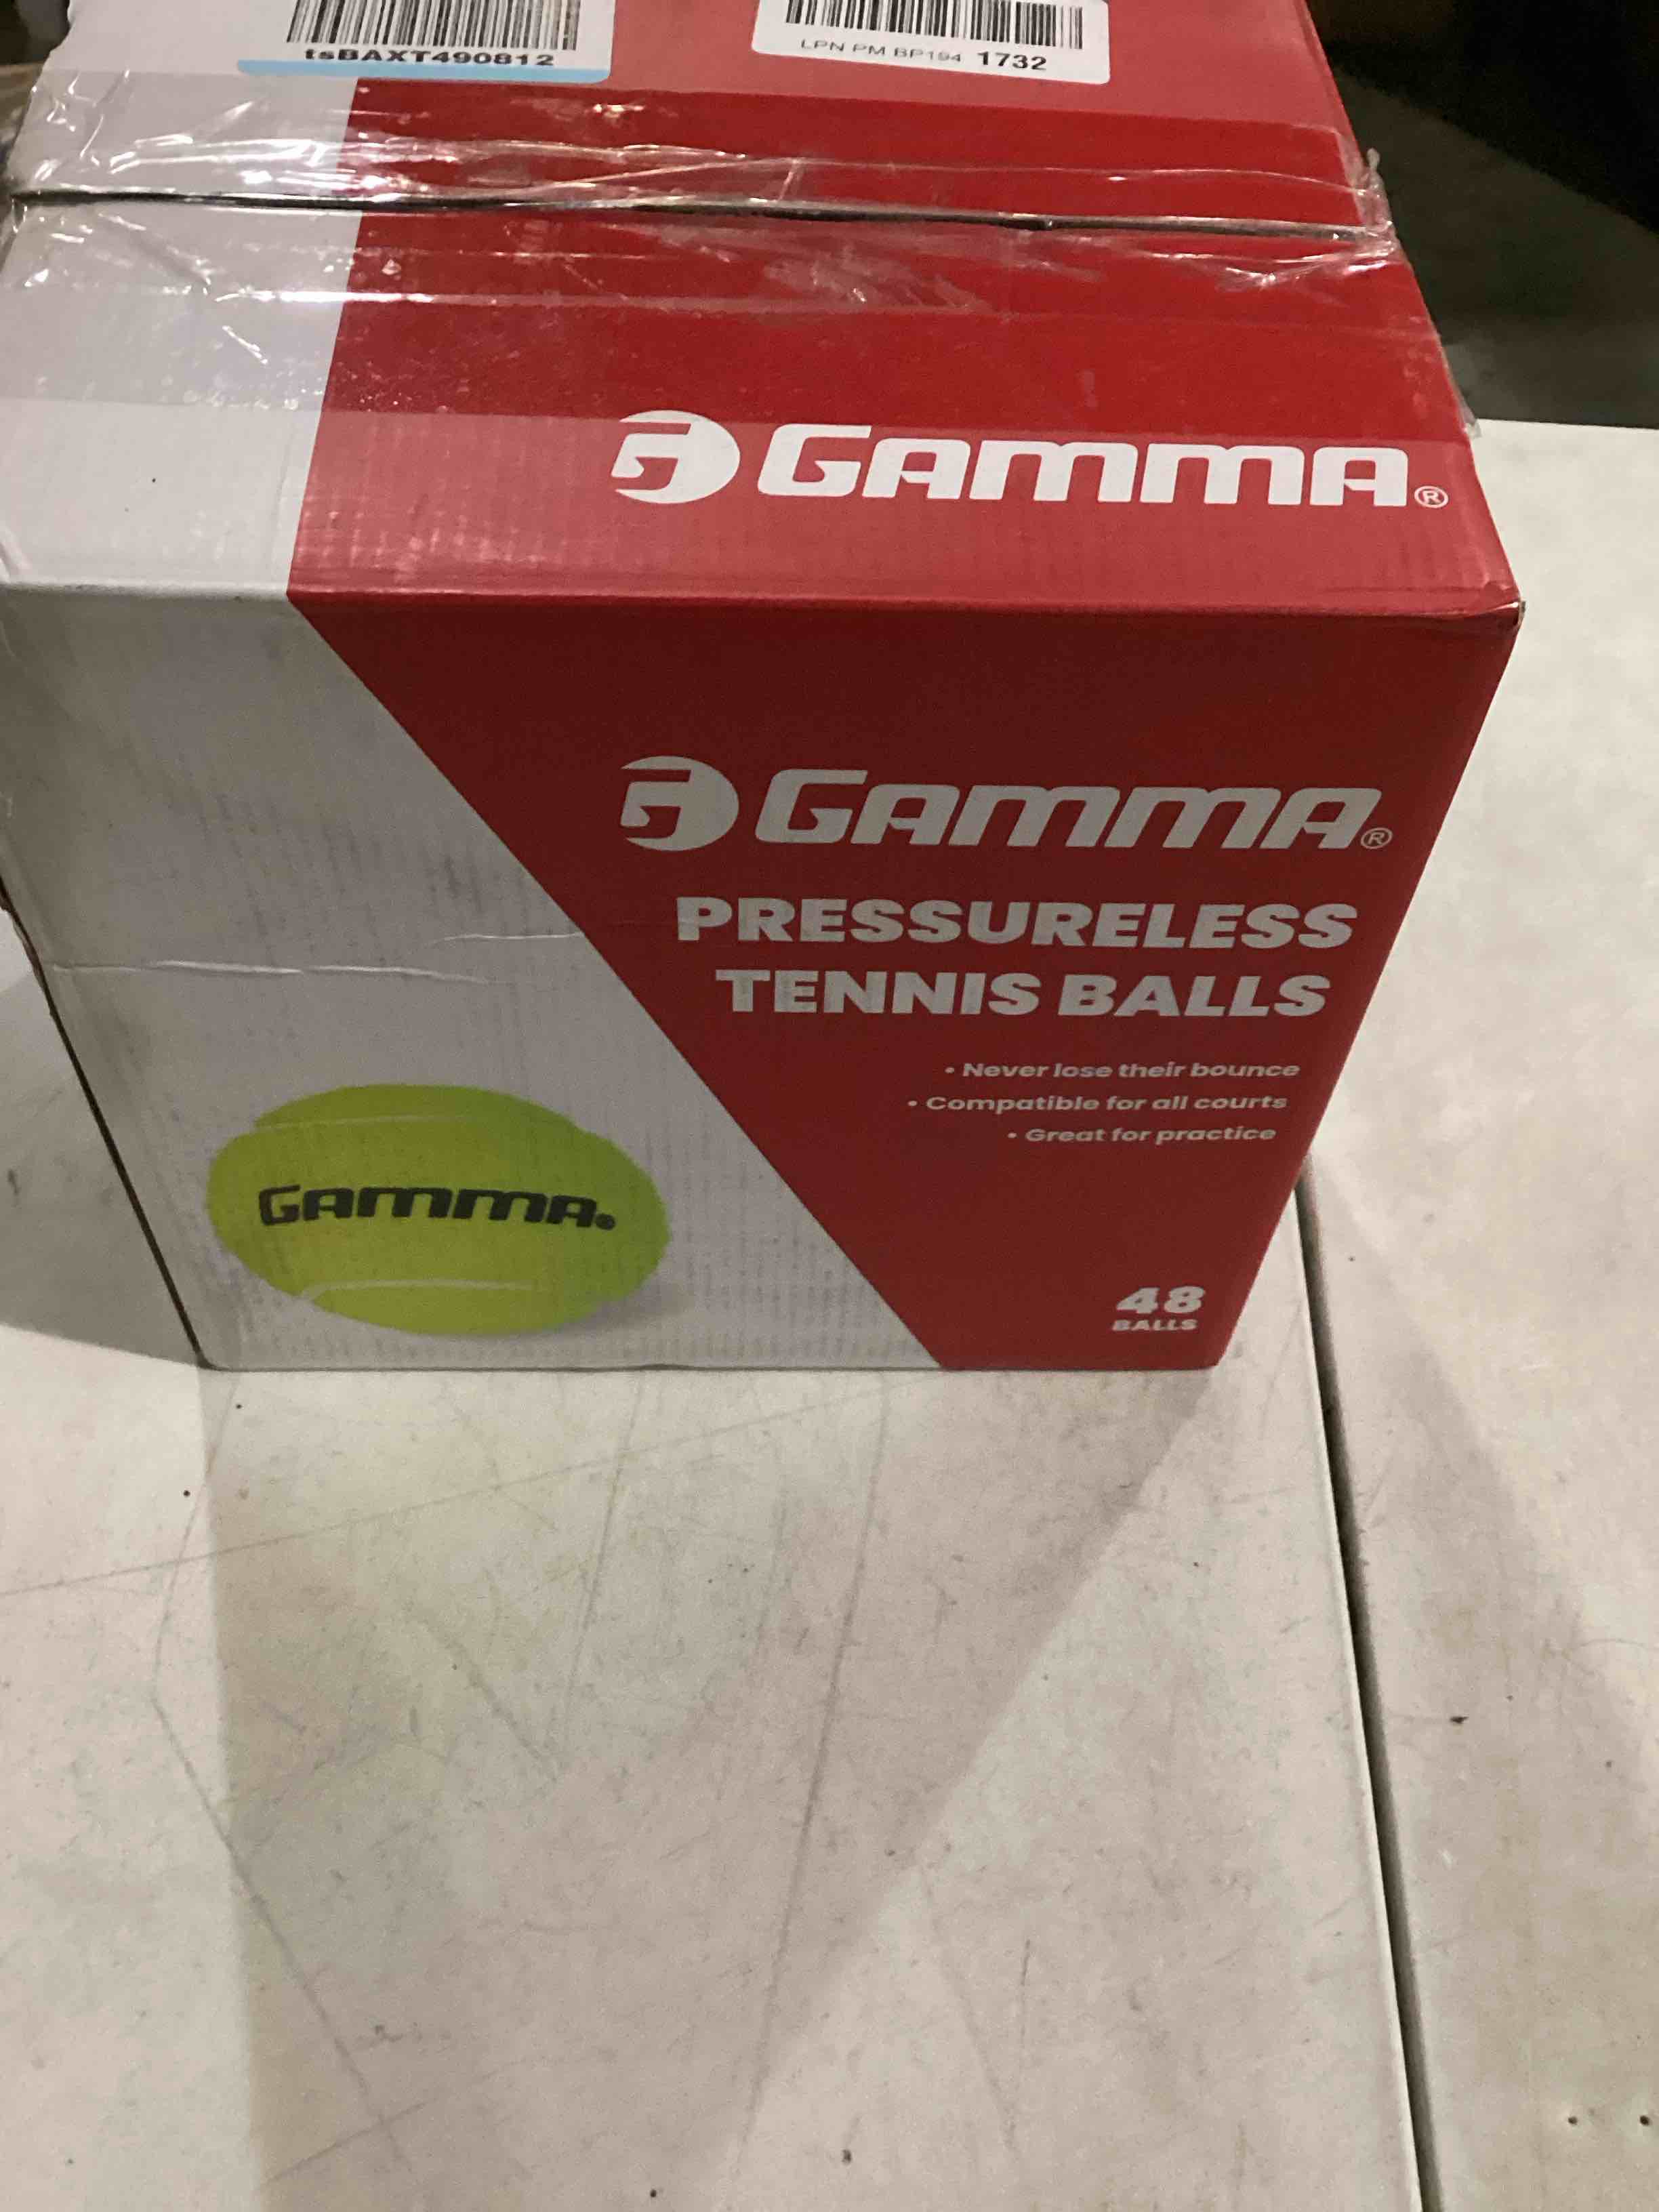 tsBAXT490812
LPN PM BP194 1732
GAMMA®
GAMMA®
PRESSURELESS
TENNIS BALLS
• Never lose their bounce
• Compatible for all courts
• Great for practice
GAMMA®
48
BALLS